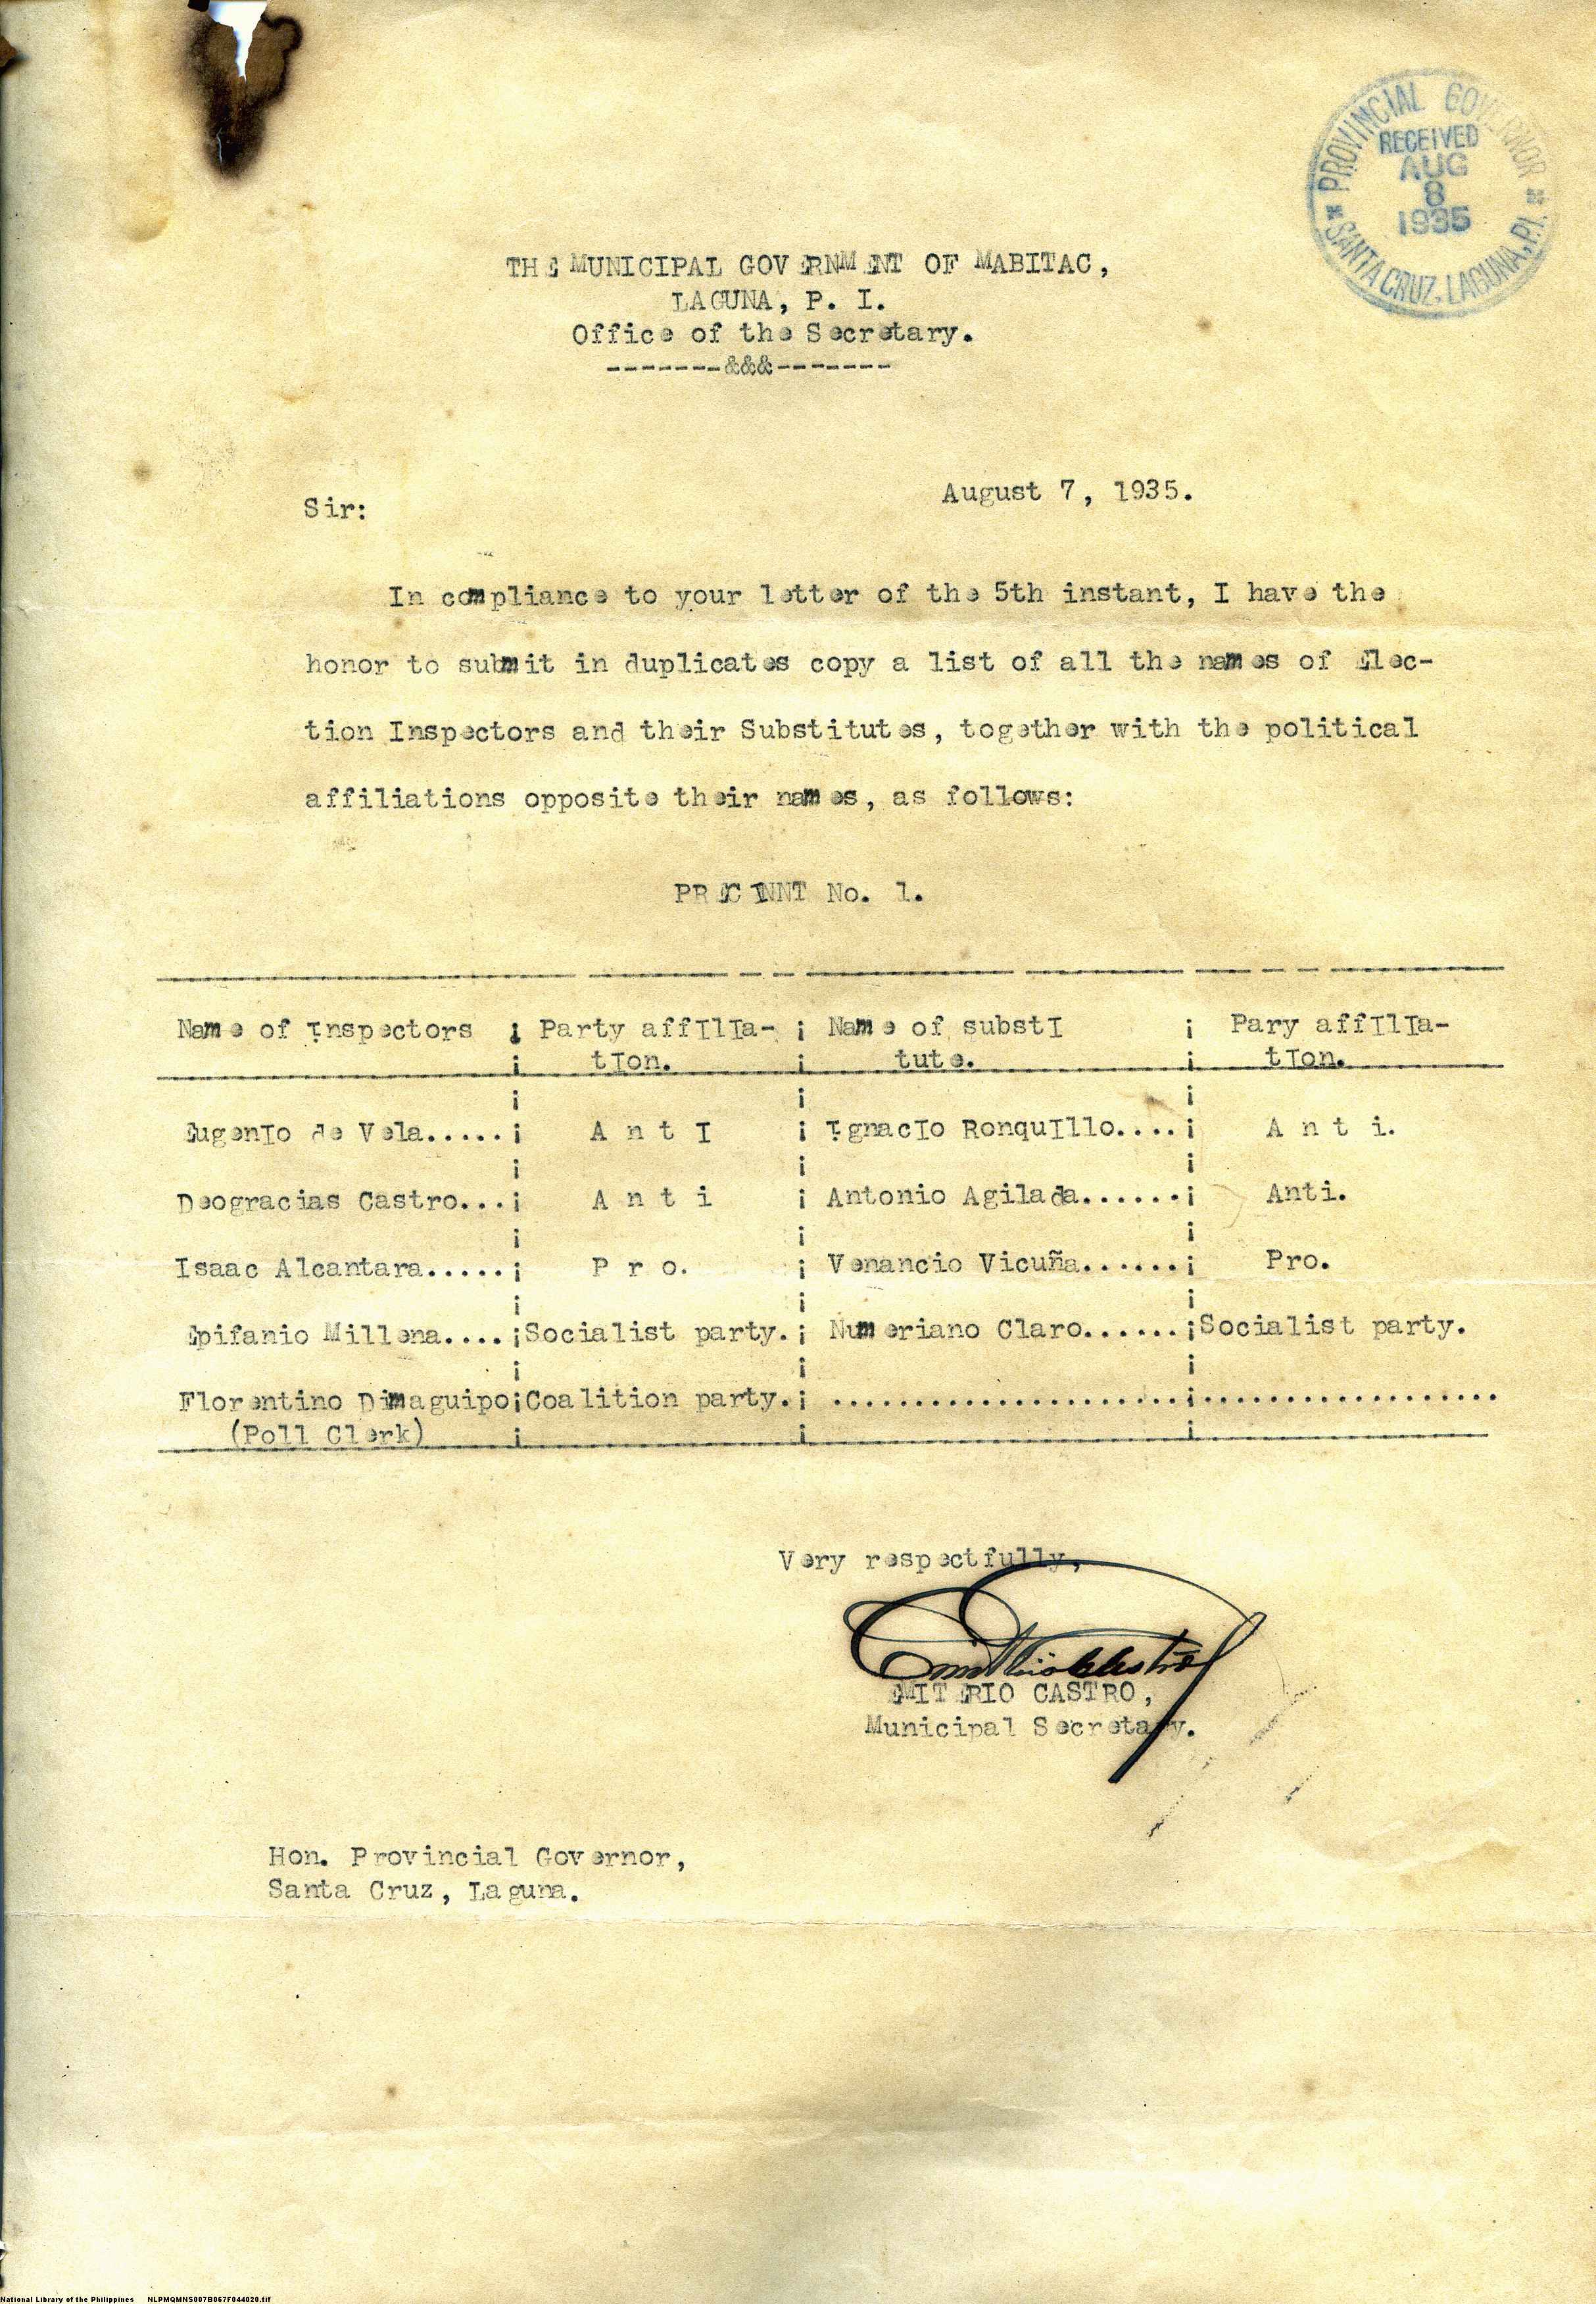 PROVINCIAL GOVERNOR
RECEIVED
AUG
8
1935
* SANTA CRUZ, LAGUNA, P.I. *
THE MUNICIPAL GOVERNMENT OF MABITAC,
LAGUNA, P. I.
Office of the Secretary.
-------&&&-------
August 7, 1935.
Sir:
In compliance to your letter of the 5th instant, I have the
honor to submit in duplicates copy a list of all the names of Elec-
tion Inspectors and their Substitutes, together with the political
affiliations opposite their names, as follows:
PRECINNT No. 1.
Name of Inspectors ¡ Party affIlIa- ¡ Name of substI ¡ Pary affIlIa-
¡ tIon. ¡ tute. ¡ tIon.
EugenIo de Vela.....¡ A n t I ¡ IgnacIo RonquIllo....¡ A n t i.
Deogracias Castro...¡ A n t i ¡ Antonio Agilada......¡ Anti.
Isaac Alcantara.....¡ P r o. ¡ Venancio Vicuña......¡ Pro.
Epifanio Millena....¡Socialist party.¡ Numeriano Claro......¡Socialist party.
Florentino Dimaguipo¡Coalition party.¡ .....................¡..................
(Poll Clerk) ¡ ¡ ¡
Very respectfully,
Emiterio Castro
EMITERIO CASTRO,
Municipal Secretary.
Hon. Provincial Governor,
Santa Cruz, Laguna.
National Library of the Philippines NLPMQMNS007B067F044020.tif